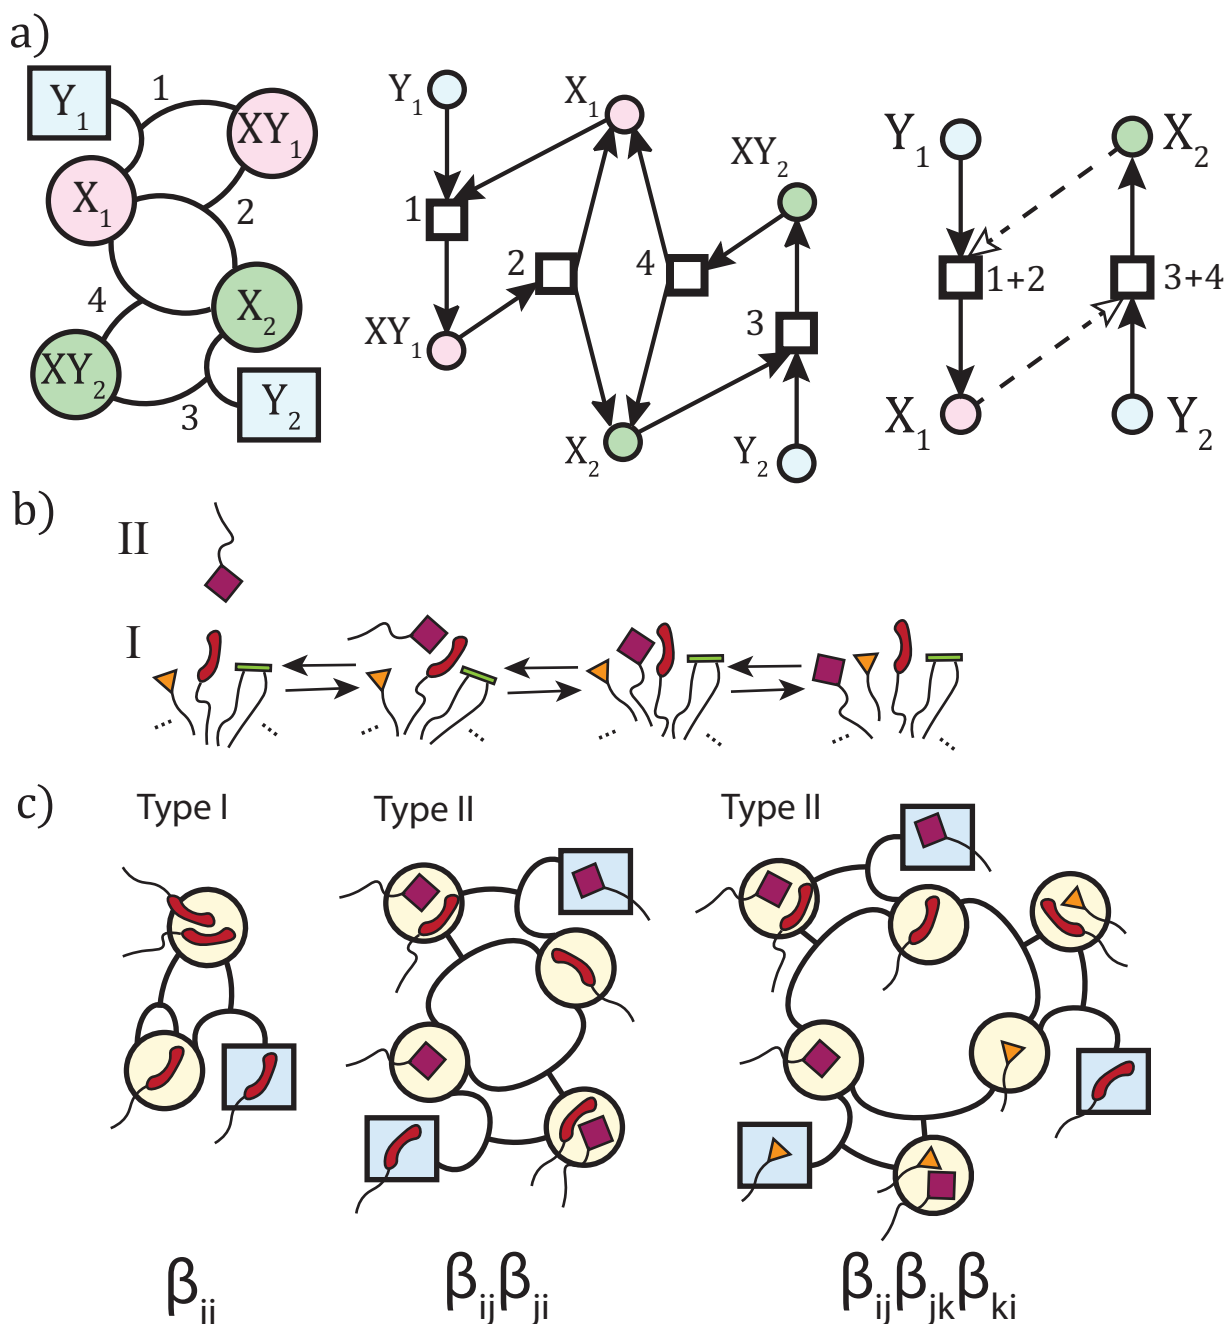 a)
Y1
1
XY1
X1
2
4
X2
XY2
3
Y2
Y1
X1
XY2
1
2
4
3
XY1
X2
Y2
Y1
X2
1+2
3+4
X1
Y2
b)
II
I
c)
Type I
Type II
Type II
βii
βijβji
βijβjkβki